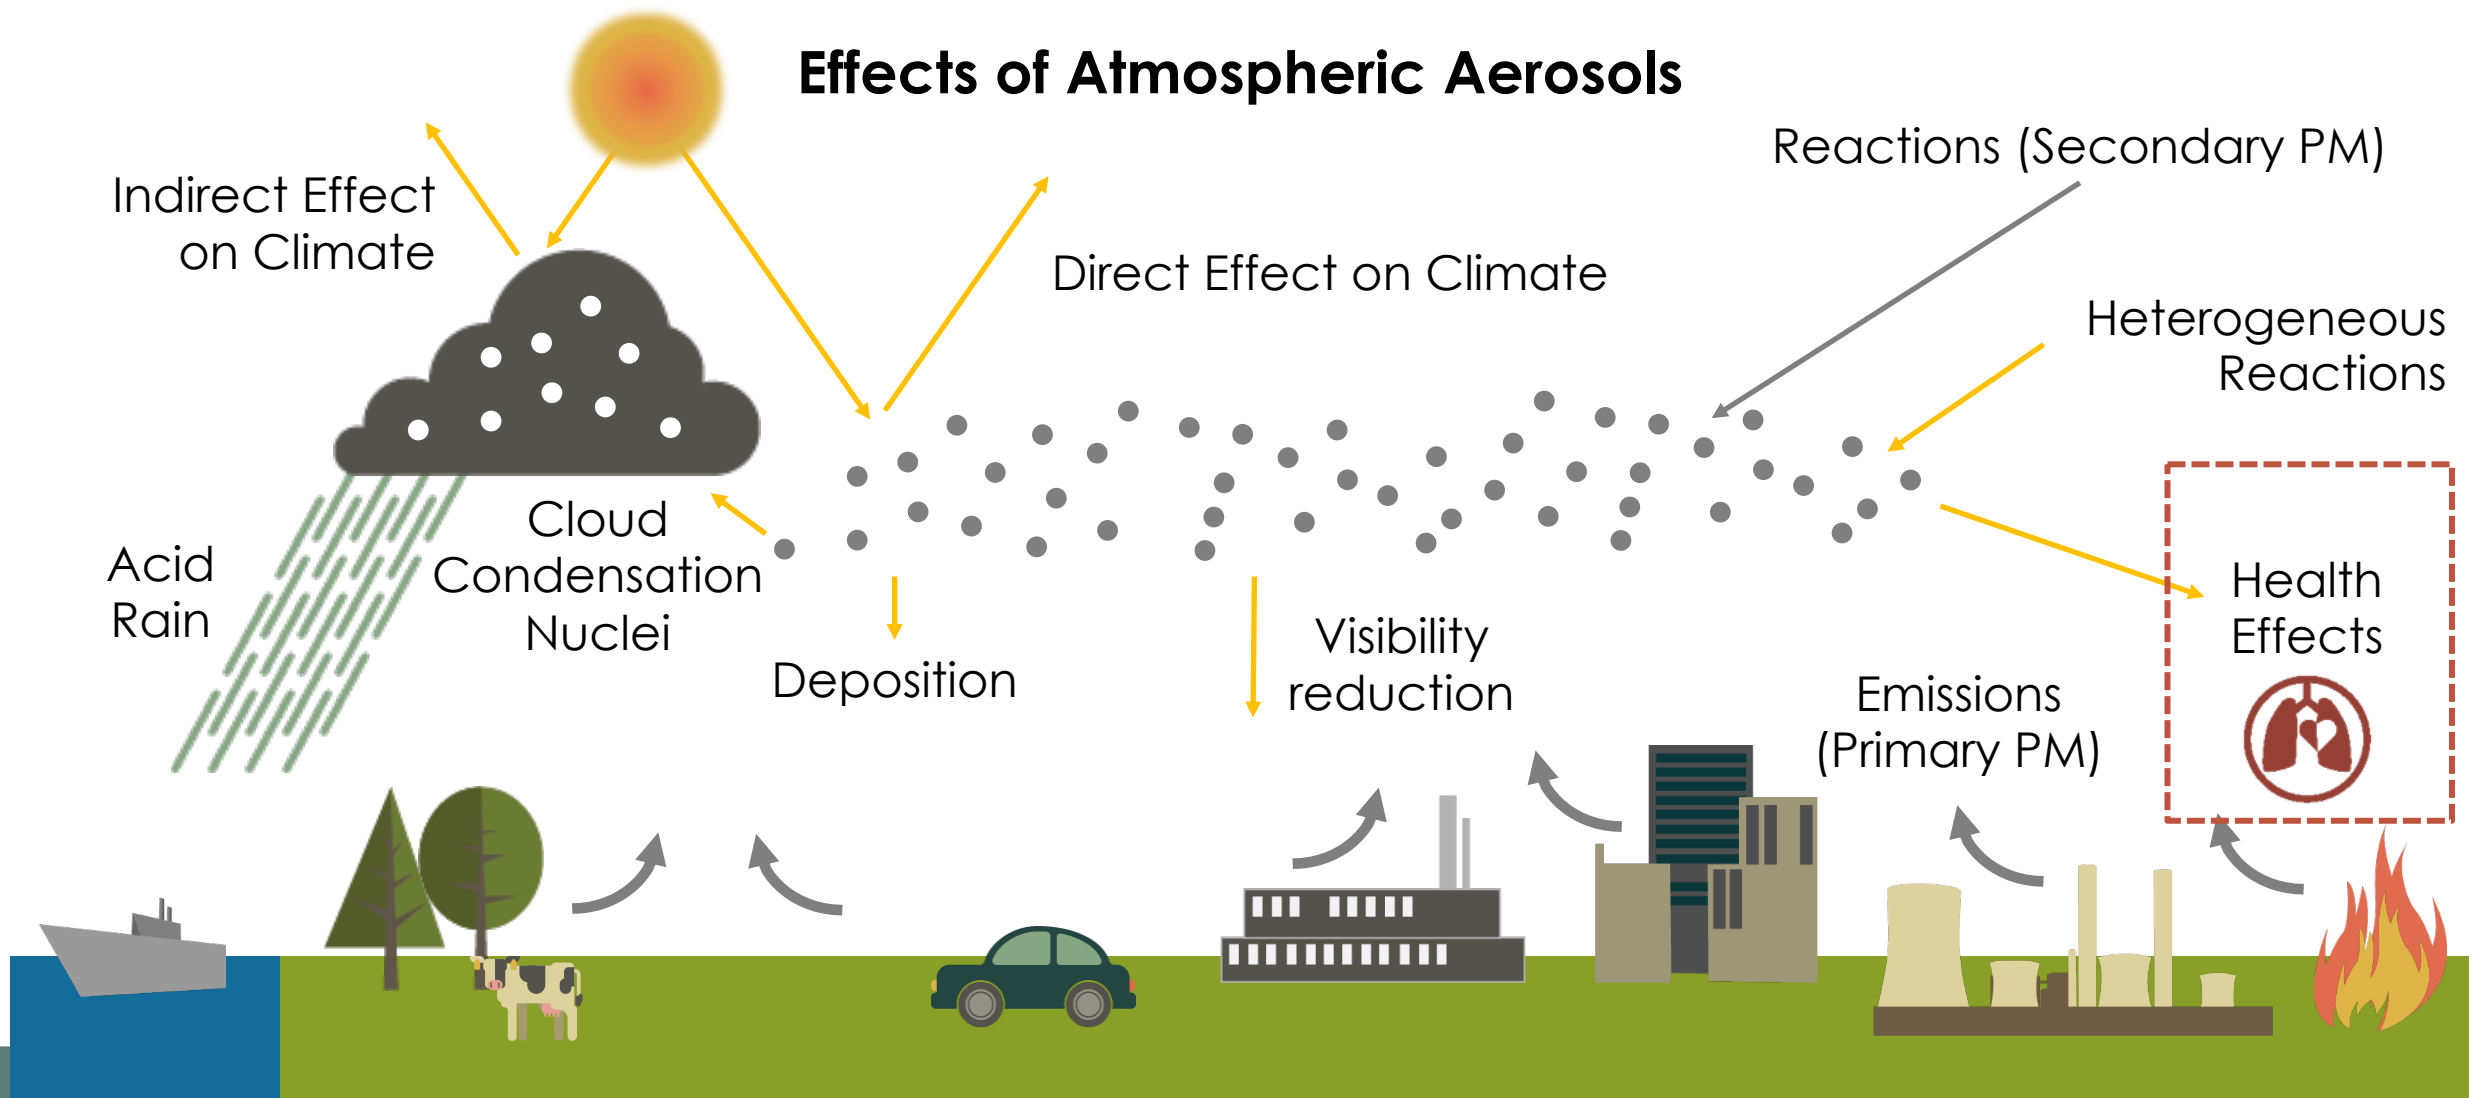 Effects of Atmospheric Aerosols
Reactions (Secondary PM)
Indirect Effect
on Climate
Direct Effect on Climate
Heterogeneous
Reactions
Cloud
Condensation
Nuclei
Acid
Rain
Deposition
Visibility
reduction
Emissions
(Primary PM)
Health
Effects